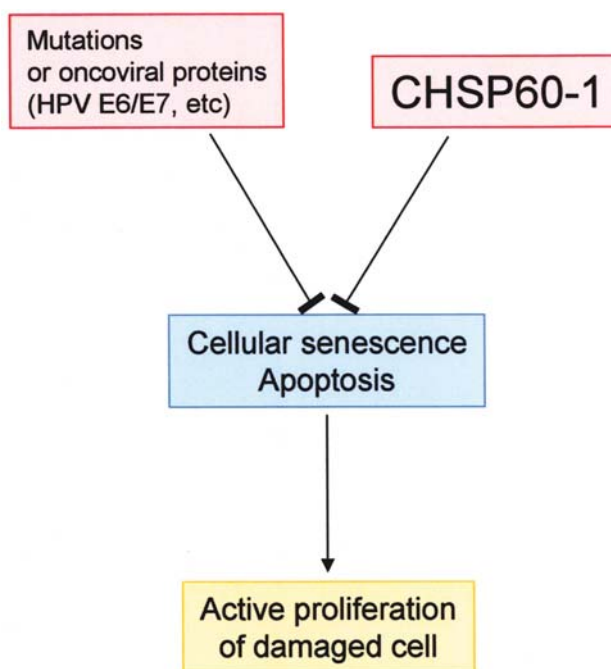 Mutations
or oncoviral proteins
(HPV E6/E7, etc)
CHSP60-1
Cellular senescence
Apoptosis
Active proliferation
of damaged cell